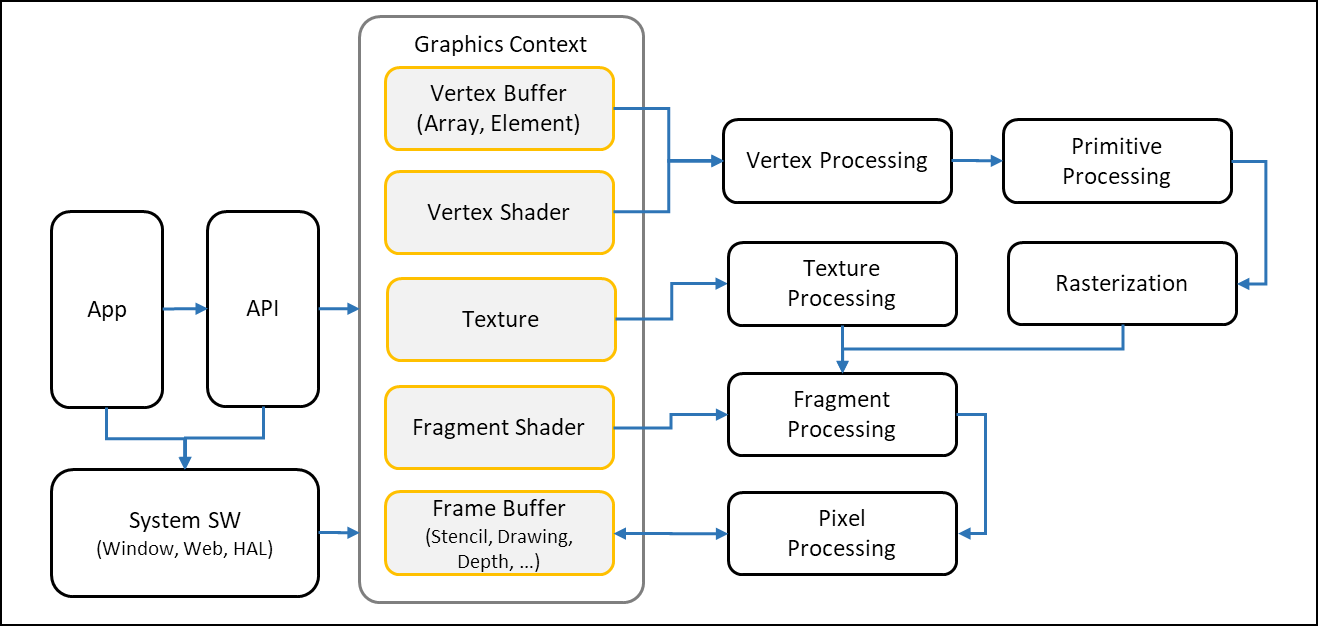 Graphics Context
Vertex Buffer
(Array, Element)
Vertex Shader
Texture
Fragment Shader
Frame Buffer
(Stencil, Drawing,
Depth, ...)
App
API
System SW
(Window, Web, HAL)
Vertex Processing
Primitive
Processing
Texture
Processing
Rasterization
Fragment
Processing
Pixel
Processing